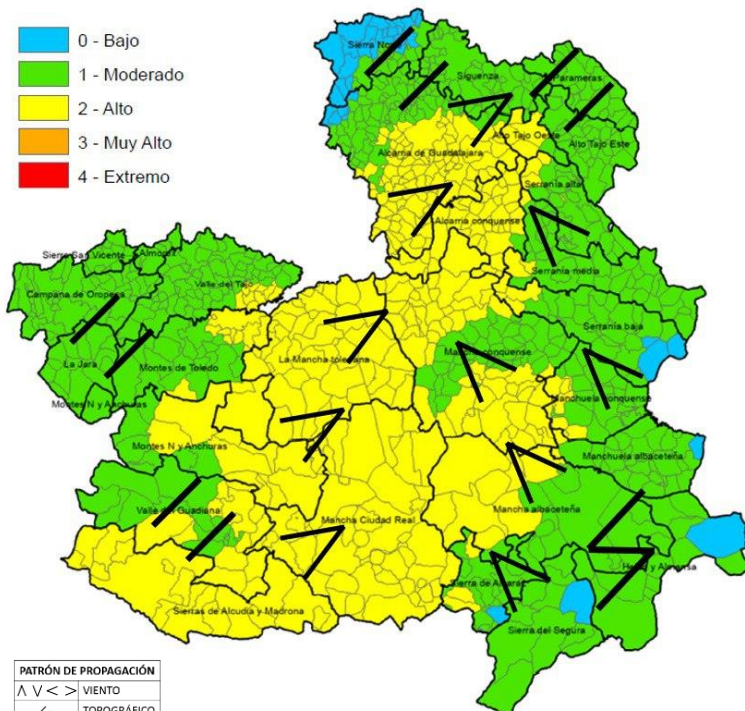 0 - Bajo
1 - Moderado
2 - Alto
3 - Muy Alto
4 - Extremo
Sierra Norte
Sigüenza
Parameras
Alto Tajo Oeste
Alto Tajo Este
Alcarria de Guadalajara
Serranía alta
Alcarria conquense
Serranía media
Sierra San Vicente
Almorox
Valle del Tajo
Campana de Oropesa
Serranía baja
La Mancha toledana
Mancha conquense
La Jara
Montes de Toledo
Manchuela conquense
Montes N y Anchuras
Montes N y Anchuras
Manchuela albaceteña
Valle del Guadiana
Mancha albaceteña
Mancha Ciudad Real
Hellín y Almansa
Sierra de Alcaraz
Sierras de Alcudia y Madrona
Sierra del Segura
PATRÓN DE PROPAGACIÓN
Λ V < > VIENTO
TOPOGRÁFICO